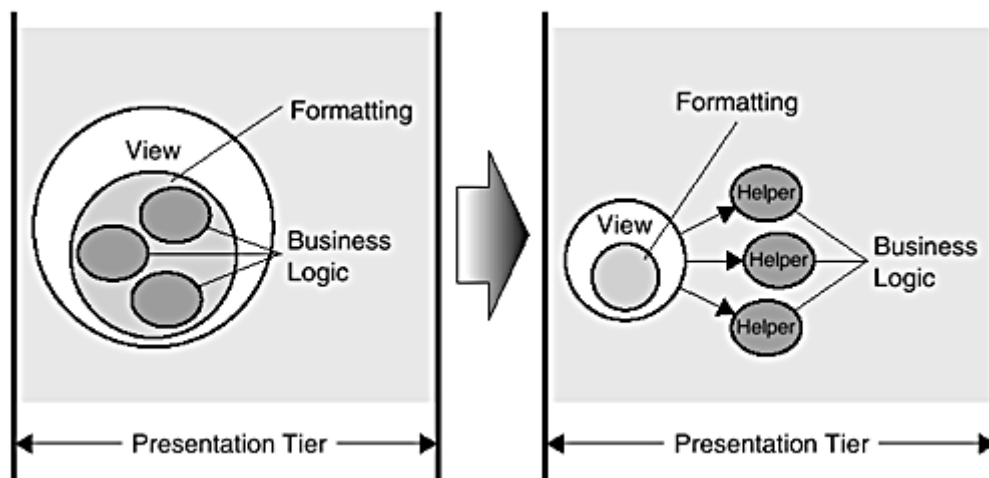 Formatting
View
Business
Logic
Presentation Tier
Formatting
View
Helper
Helper
Helper
Business
Logic
Presentation Tier